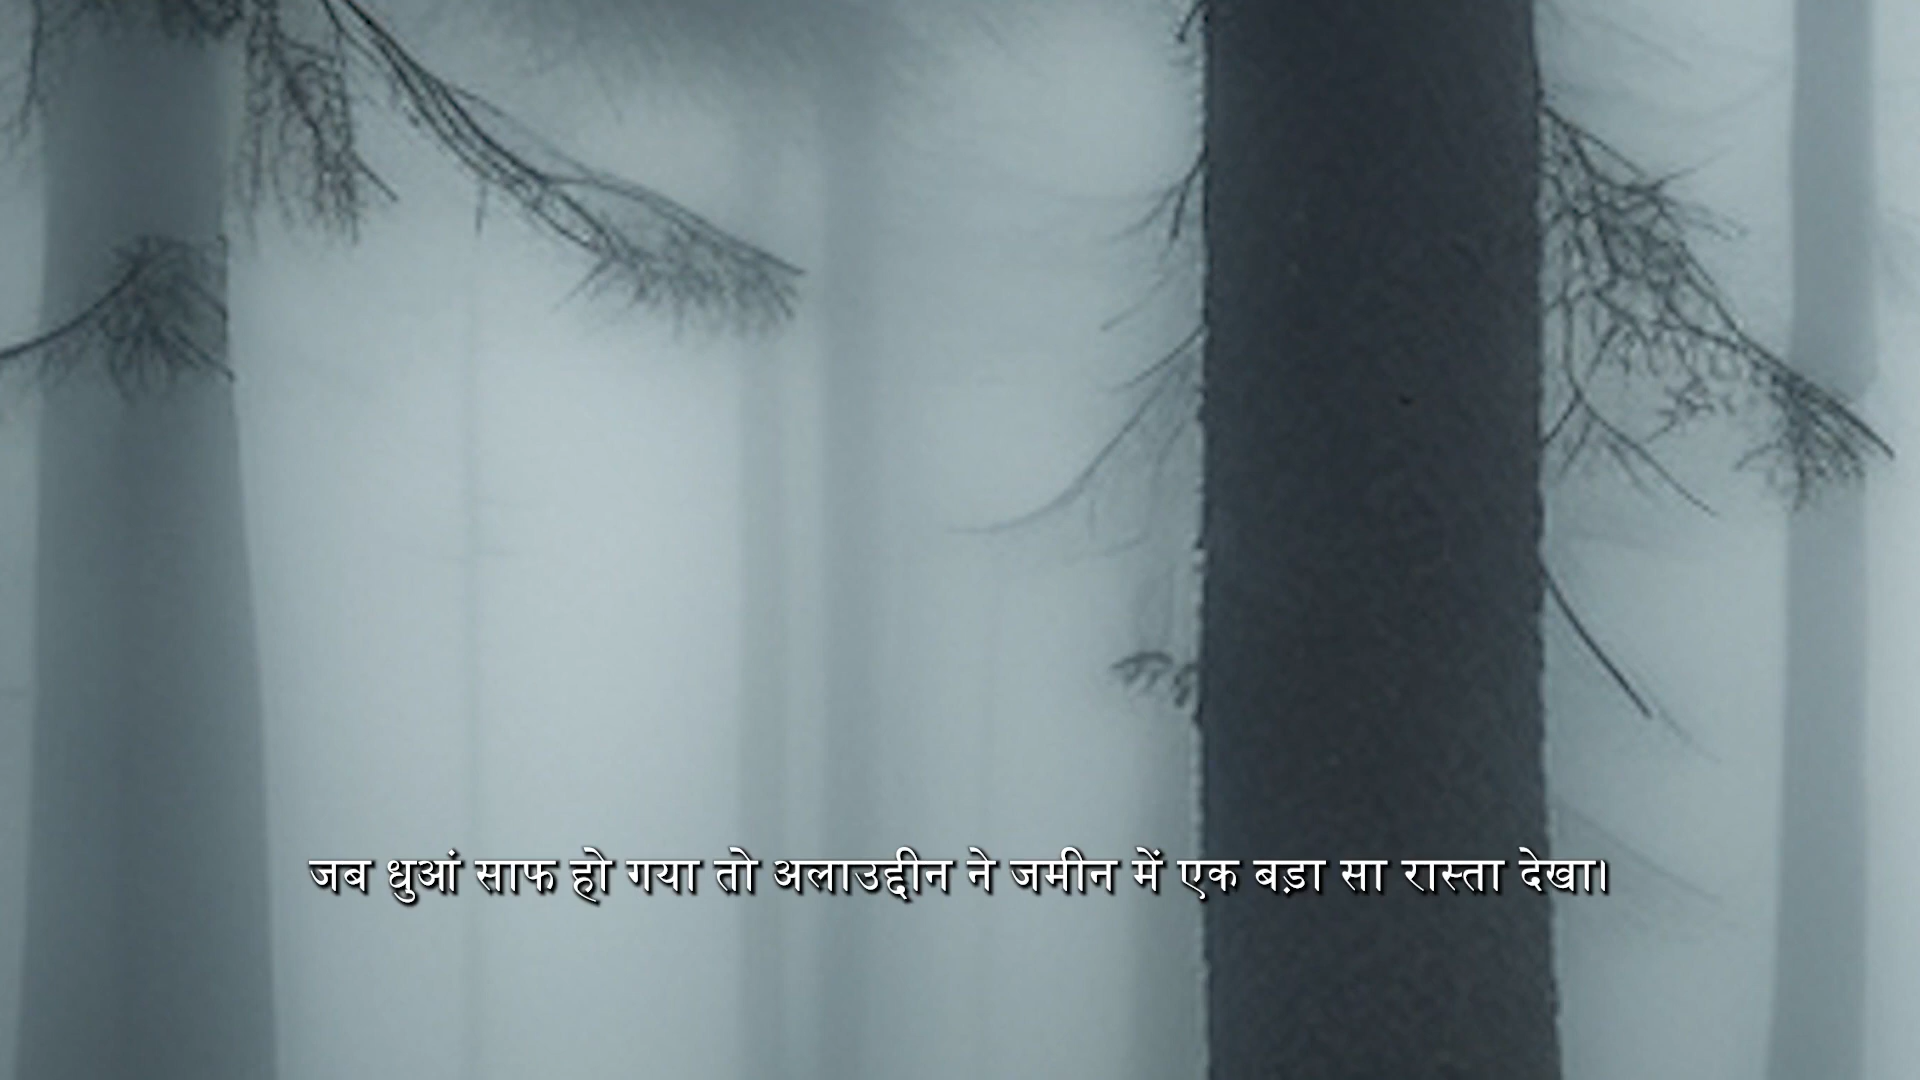 जब धुआं साफ हो गया तो अलाउद्दीन ने जमीन में एक बड़ा सा रास्ता देखा।